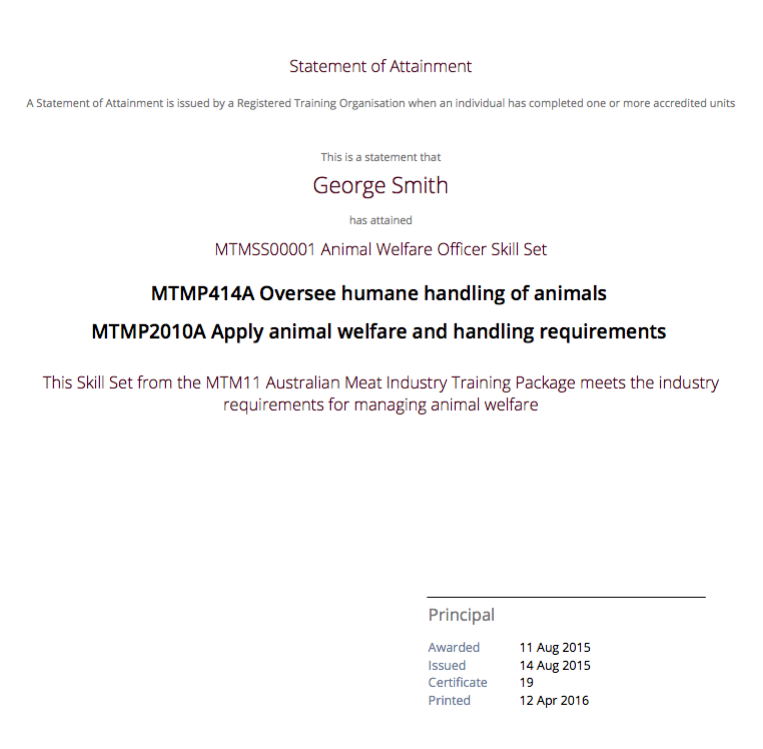 Statement of Attainment
A Statement of Attainment is issued by a Registered Training Organisation when an individual has completed one or more accredited units
This is a statement that
George Smith
has attained
MTMSS00001 Animal Welfare Officer Skill Set
MTMP414A Oversee humane handling of animals
MTMP2010A Apply animal welfare and handling requirements
This Skill Set from the MTM11 Australian Meat Industry Training Package meets the industry
requirements for managing animal welfare
Principal
Awarded 11 Aug 2015
Issued 14 Aug 2015
Certificate 19
Printed 12 Apr 2016